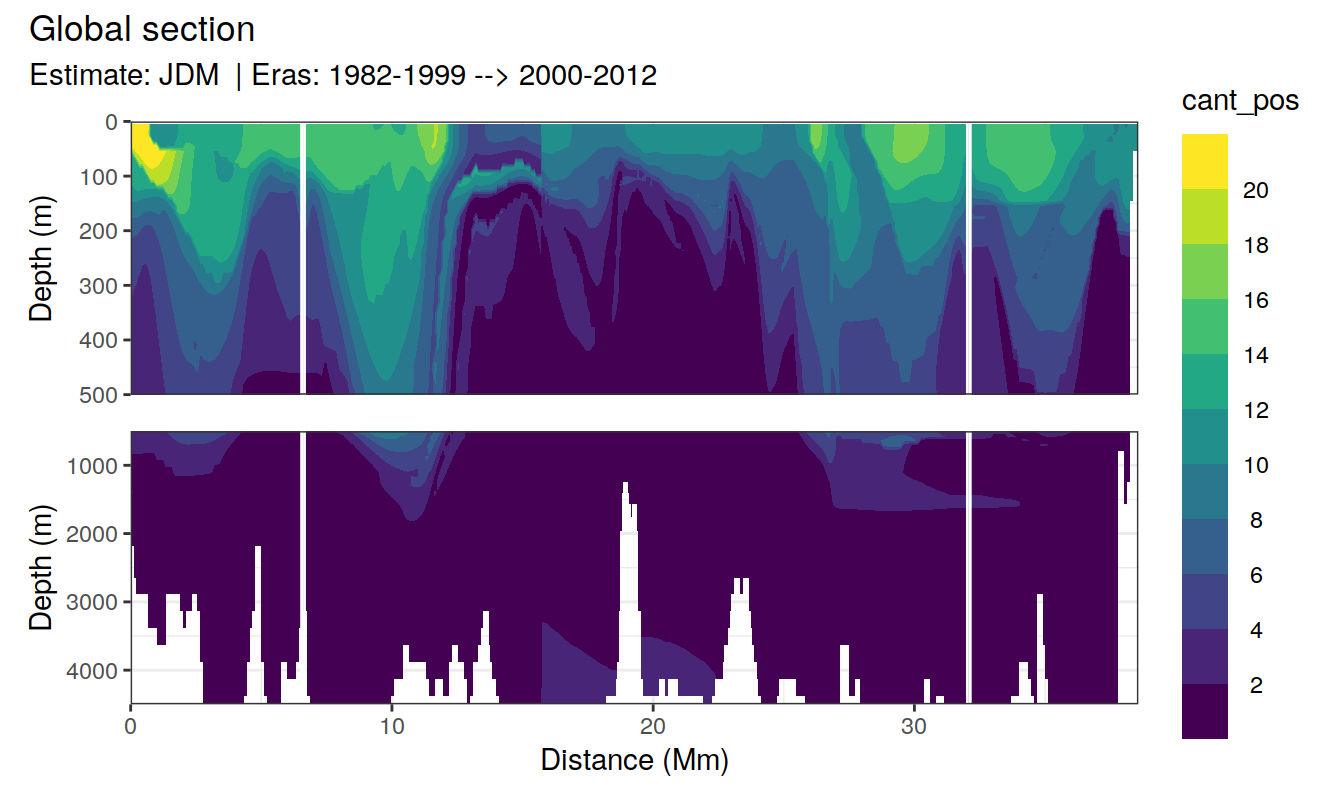 Global section
Estimate: JDM | Eras: 1982-1999 --> 2000-2012
cant_pos
0
100
200
300
400
500
Depth (m)
1000
2000
3000
4000
Depth (m)
0 10 20 30
Distance (Mm)
20
18
16
14
12
10
8
6
4
2